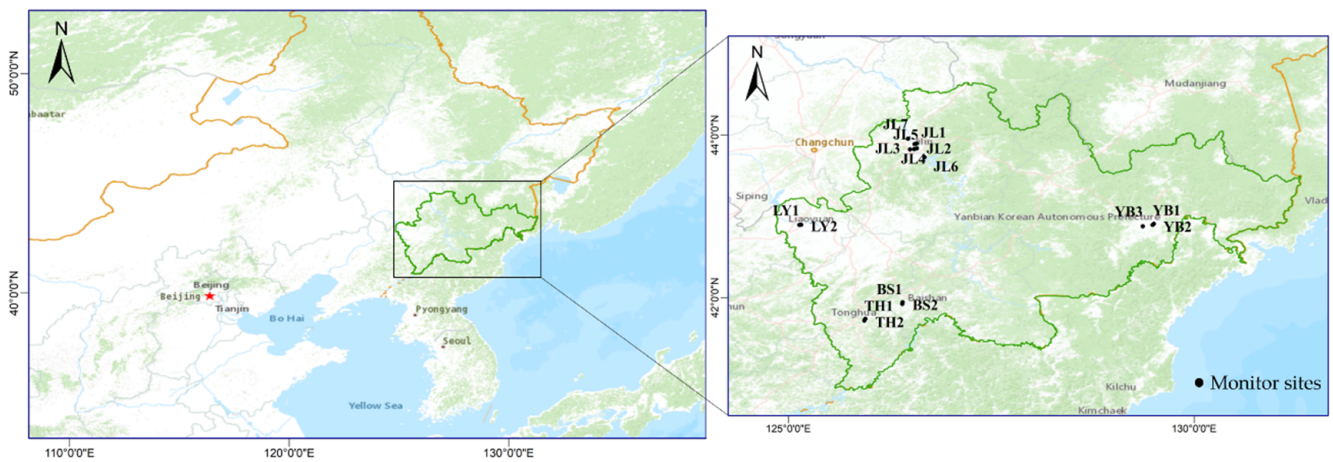 N
50°0'0"N
40°0'0"N
110°0'0"E
120°0'0"E
130°0'0"E
Beijing
Beijing
Tianjin
Bo Hai
Pyongyang
Seoul
Yellow Sea
N
44°0'0"N
42°0'0"N
125°0'0"E
130°0'0"E
Mudanjiang
Changchun
JL7
JL5 JL1
JL3 JL2
JL4 JL6
Siping
LY1
Liaoyuan
LY2
Yanbian Korean Autonomous Prefecture
YB3 YB1
YB2
BS1
Baishan
TH1 BS2
Tonghua
TH2
Kilchu
Kimchaek
Monitor sites